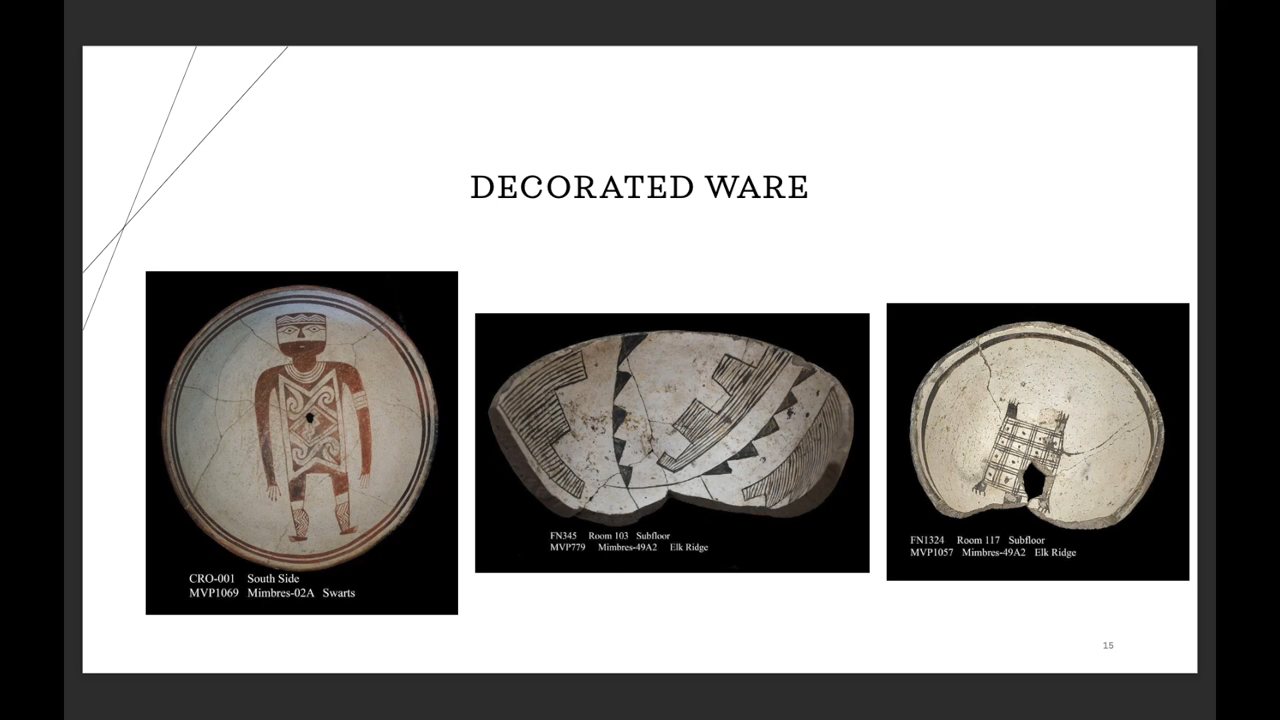 DECORATED WARE
CRO-001 South Side
MVP1069 Mimbres-02A Swarts
FN345 Room 103 Subfloor
MVP779 Mimbres-49A2 Elk Ridge
FN1324 Room 117 Subfloor
MVP1057 Mimbres-49A2 Elk Ridge
15